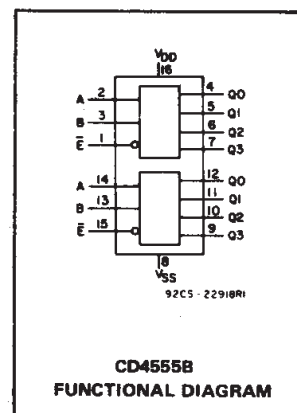 VDD
16
A 2 4 Q0
B 3 5 Q1
E̅ 1 6 Q2
7 Q3
A 14 12 Q0
B 13 11 Q1
E̅ 15 10 Q2
9 Q3
8
VSS
92CS-22918R1
CD4555B
FUNCTIONAL DIAGRAM